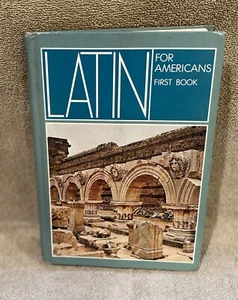 LATIN
FOR
AMERICANS
FIRST BOOK